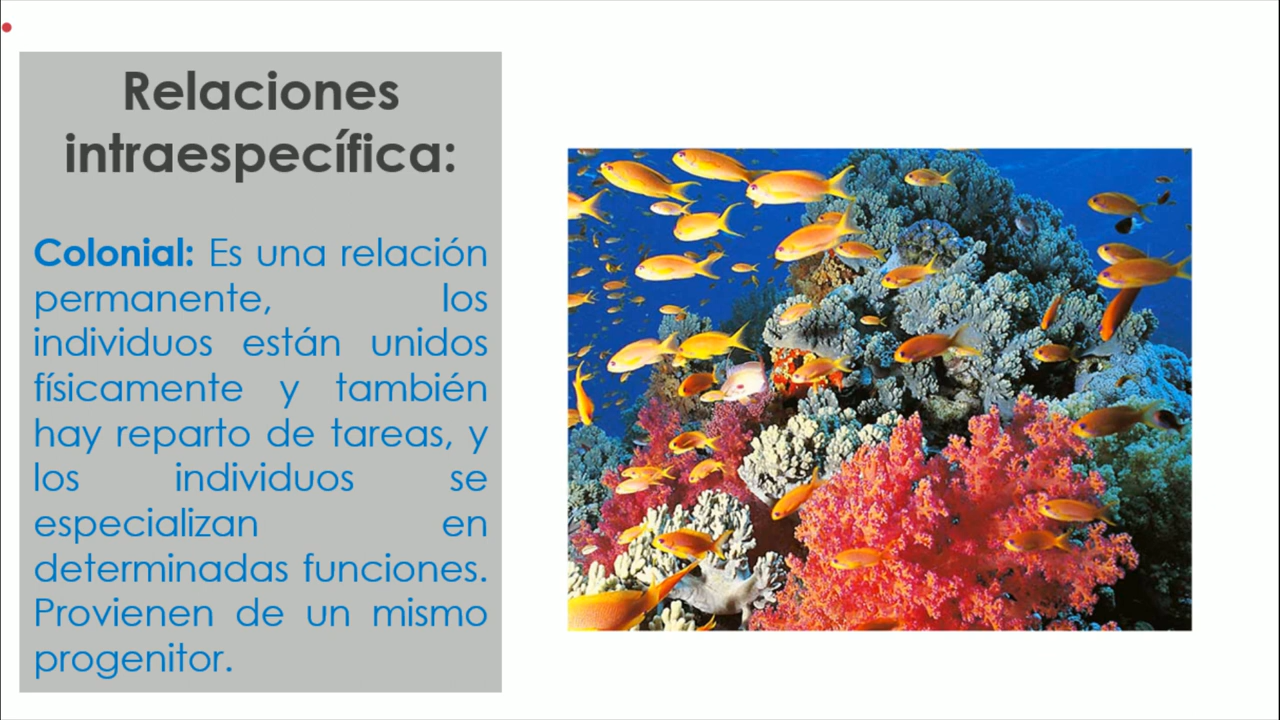 Relaciones
intraespecífica:
Colonial: Es una relación
permanente, los
individuos están unidos
físicamente y también
hay reparto de tareas, y
los individuos se
especializan en
determinadas funciones.
Provienen de un mismo
progenitor.